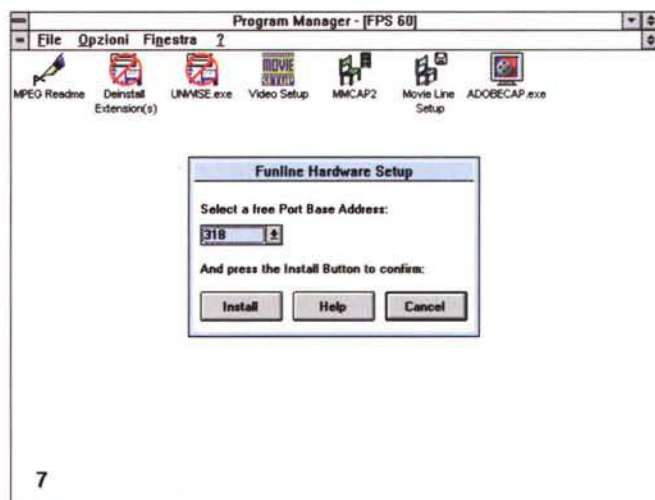 Program Manager - [FPS 60]
File Opzioni Finestra ?
MPEG Readme Deinstall Extension(s) UNWISE.exe MOVIE Video Setup MMCAP2 Movie Line Setup ADOBECAP.exe
Funline Hardware Setup
Select a free Port Base Address:
318
And press the Install Button to confirm:
Install Help Cancel
7